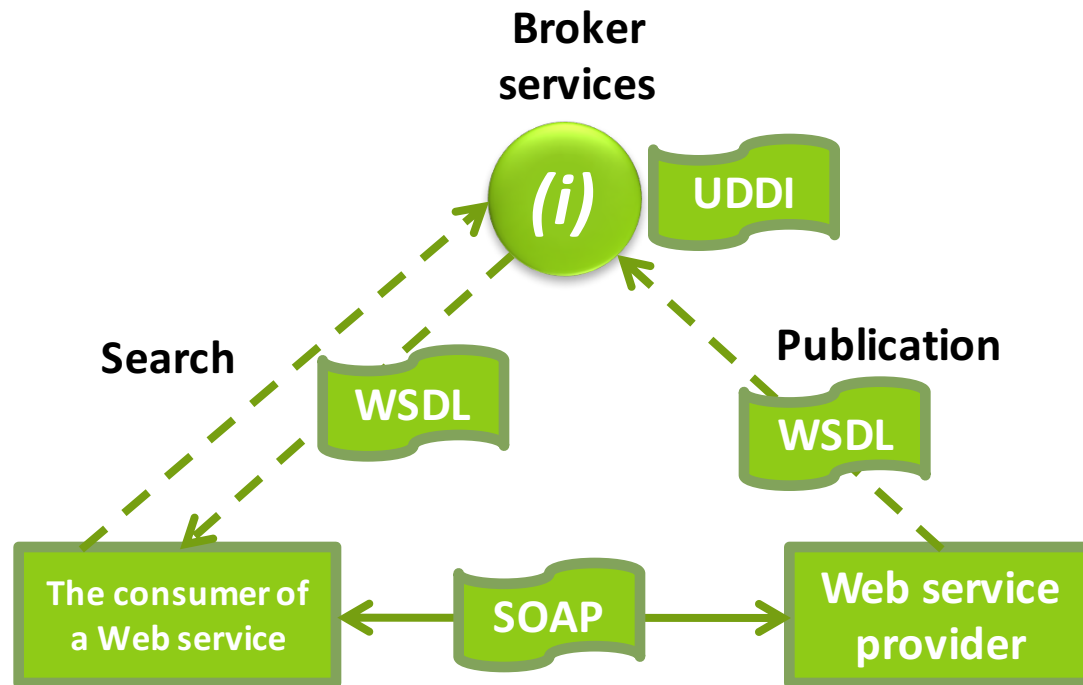 Broker
services
(i)
UDDI
Search
Publication
WSDL
WSDL
The consumer of
a Web service
SOAP
Web service
provider